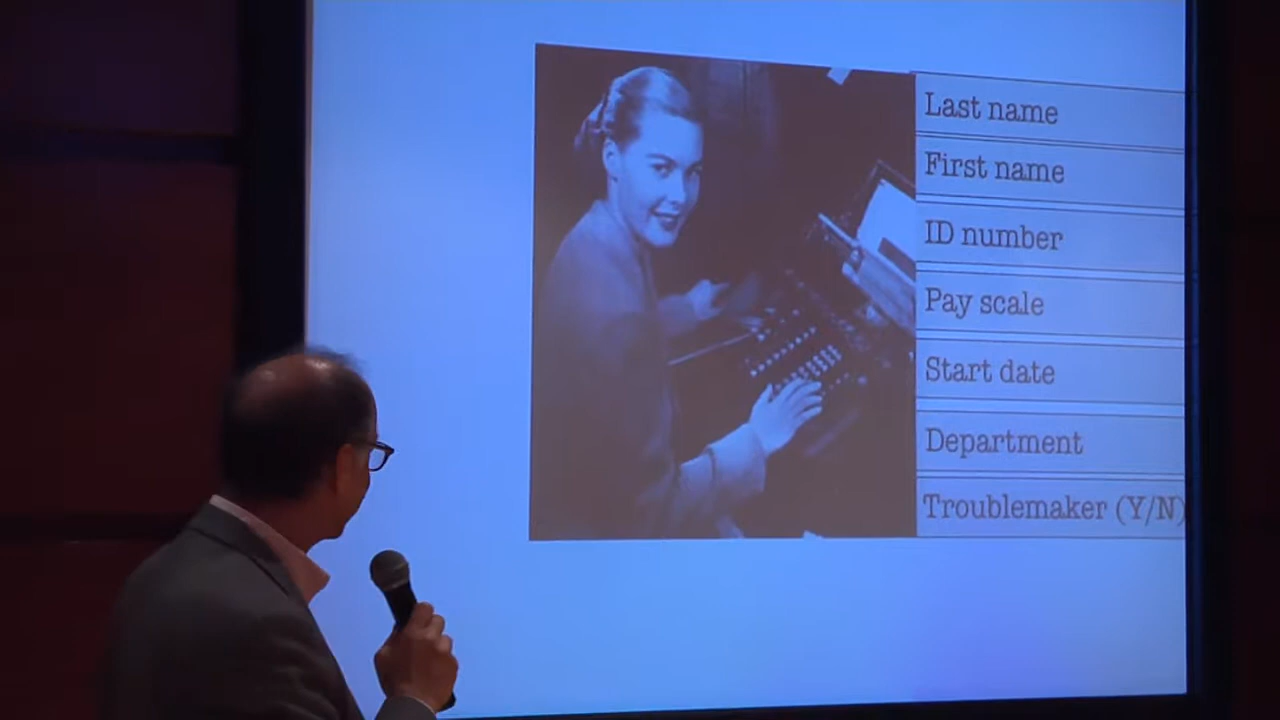 Last name
First name
ID number
Pay scale
Start date
Department
Troublemaker (Y/N)